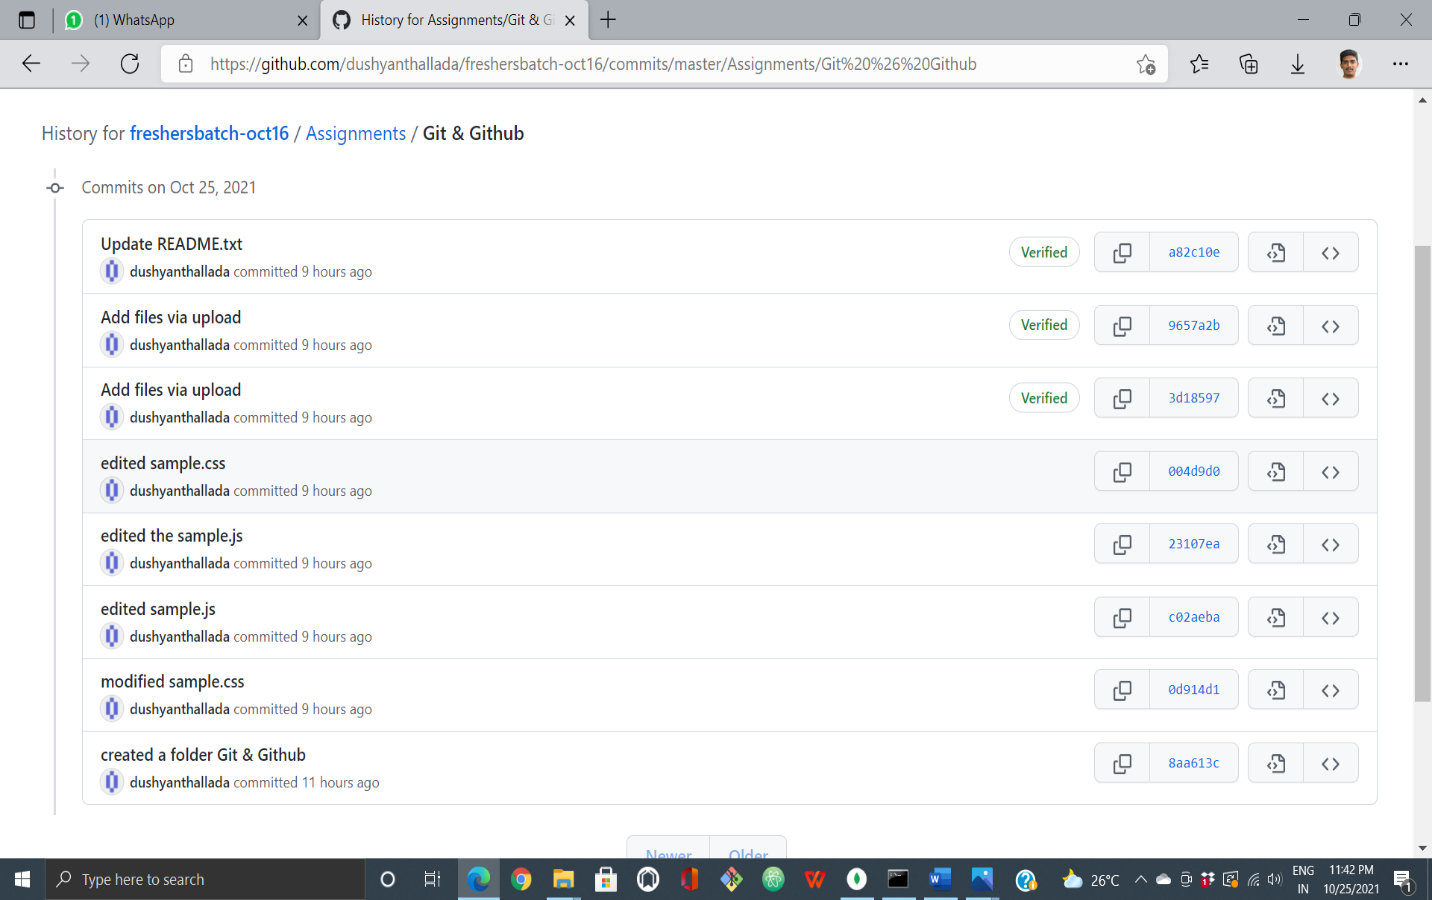 (1) WhatsApp
History for Assignments/Git & Gi
https://github.com/dushyanthallada/freshersbatch-oct16/commits/master/Assignments/Git%20%26%20Github
History for freshersbatch-oct16 / Assignments / Git & Github
Commits on Oct 25, 2021
Update README.txt
dushyanthallada committed 9 hours ago
Verified
a82c10e
Add files via upload
dushyanthallada committed 9 hours ago
Verified
9657a2b
Add files via upload
dushyanthallada committed 9 hours ago
Verified
3d18597
edited sample.css
dushyanthallada committed 9 hours ago
004d9d0
edited the sample.js
dushyanthallada committed 9 hours ago
23107ea
edited sample.js
dushyanthallada committed 9 hours ago
c02aeba
modified sample.css
dushyanthallada committed 9 hours ago
0d914d1
created a folder Git & Github
dushyanthallada committed 11 hours ago
8aa613c
Newer Older
Type here to search
26°C
ENG
IN
11:42 PM
10/25/2021
1